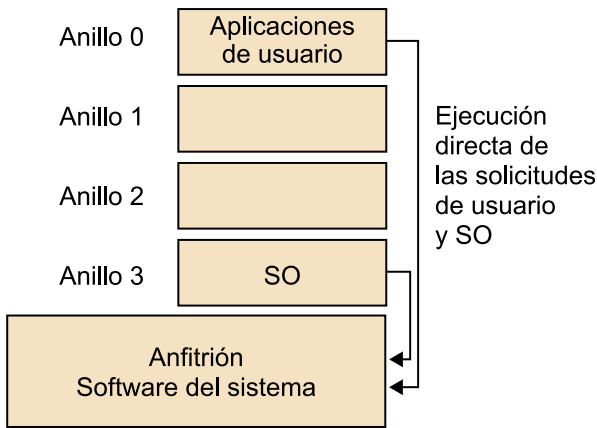 Anillo 0
Aplicaciones
de usuario
Anillo 1
Anillo 2
Anillo 3
SO
Ejecución
directa de
las solicitudes
de usuario
y SO
Anfitrión
Software del sistema